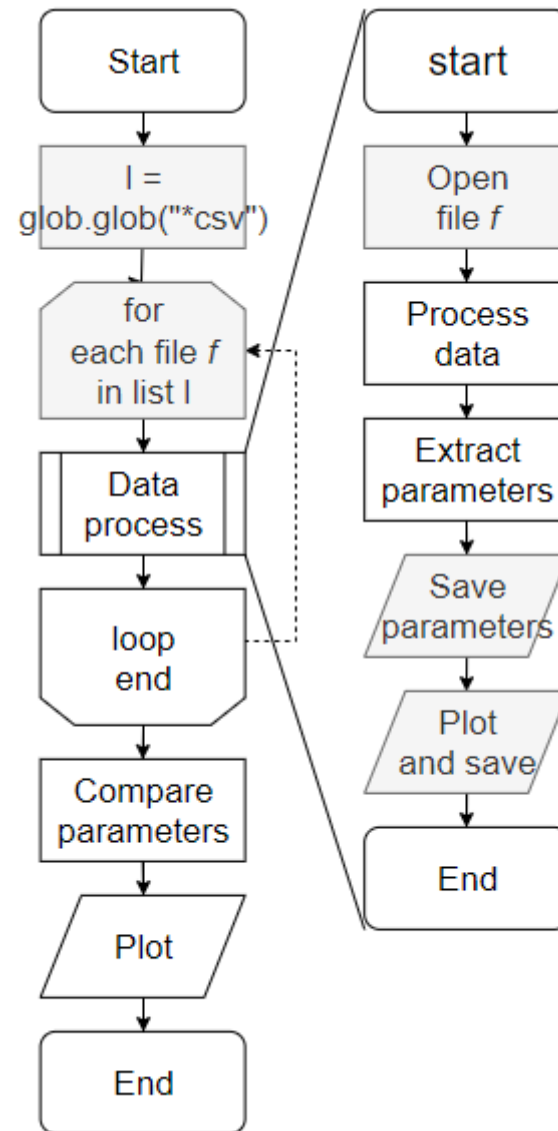 Start
l =
glob.glob("*csv")
for
each file f
in list l
Data
process
loop
end
Compare
parameters
Plot
End
start
Open
file f
Process
data
Extract
parameters
Save
parameters
Plot
and save
End